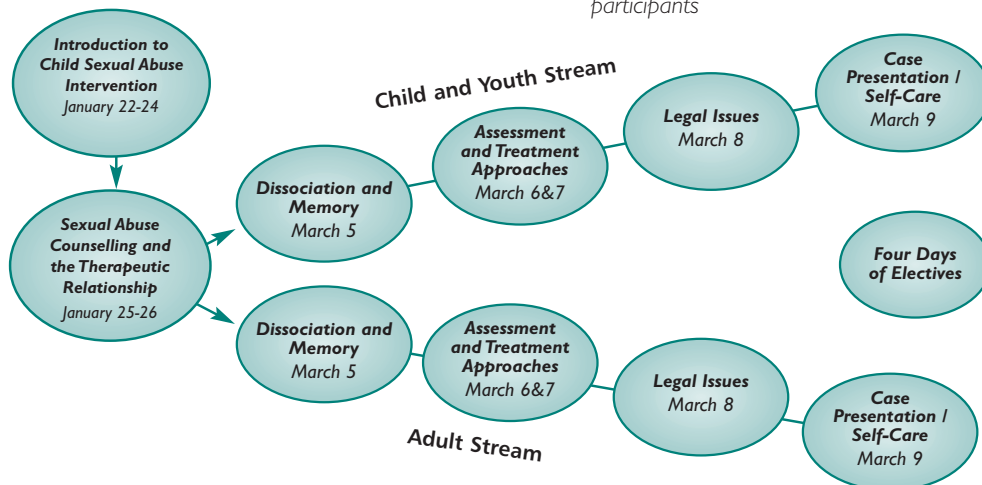 participants
Introduction to
Child Sexual Abuse
Intervention
January 22-24
Sexual Abuse
Counselling and
the Therapeutic
Relationship
January 25-26
Child and Youth Stream
Dissociation and
Memory
March 5
Assessment
and Treatment
Approaches
March 6&7
Legal Issues
March 8
Case
Presentation /
Self-Care
March 9
Four Days
of Electives
Dissociation and
Memory
March 5
Assessment
and Treatment
Approaches
March 6&7
Legal Issues
March 8
Case
Presentation /
Self-Care
March 9
Adult Stream